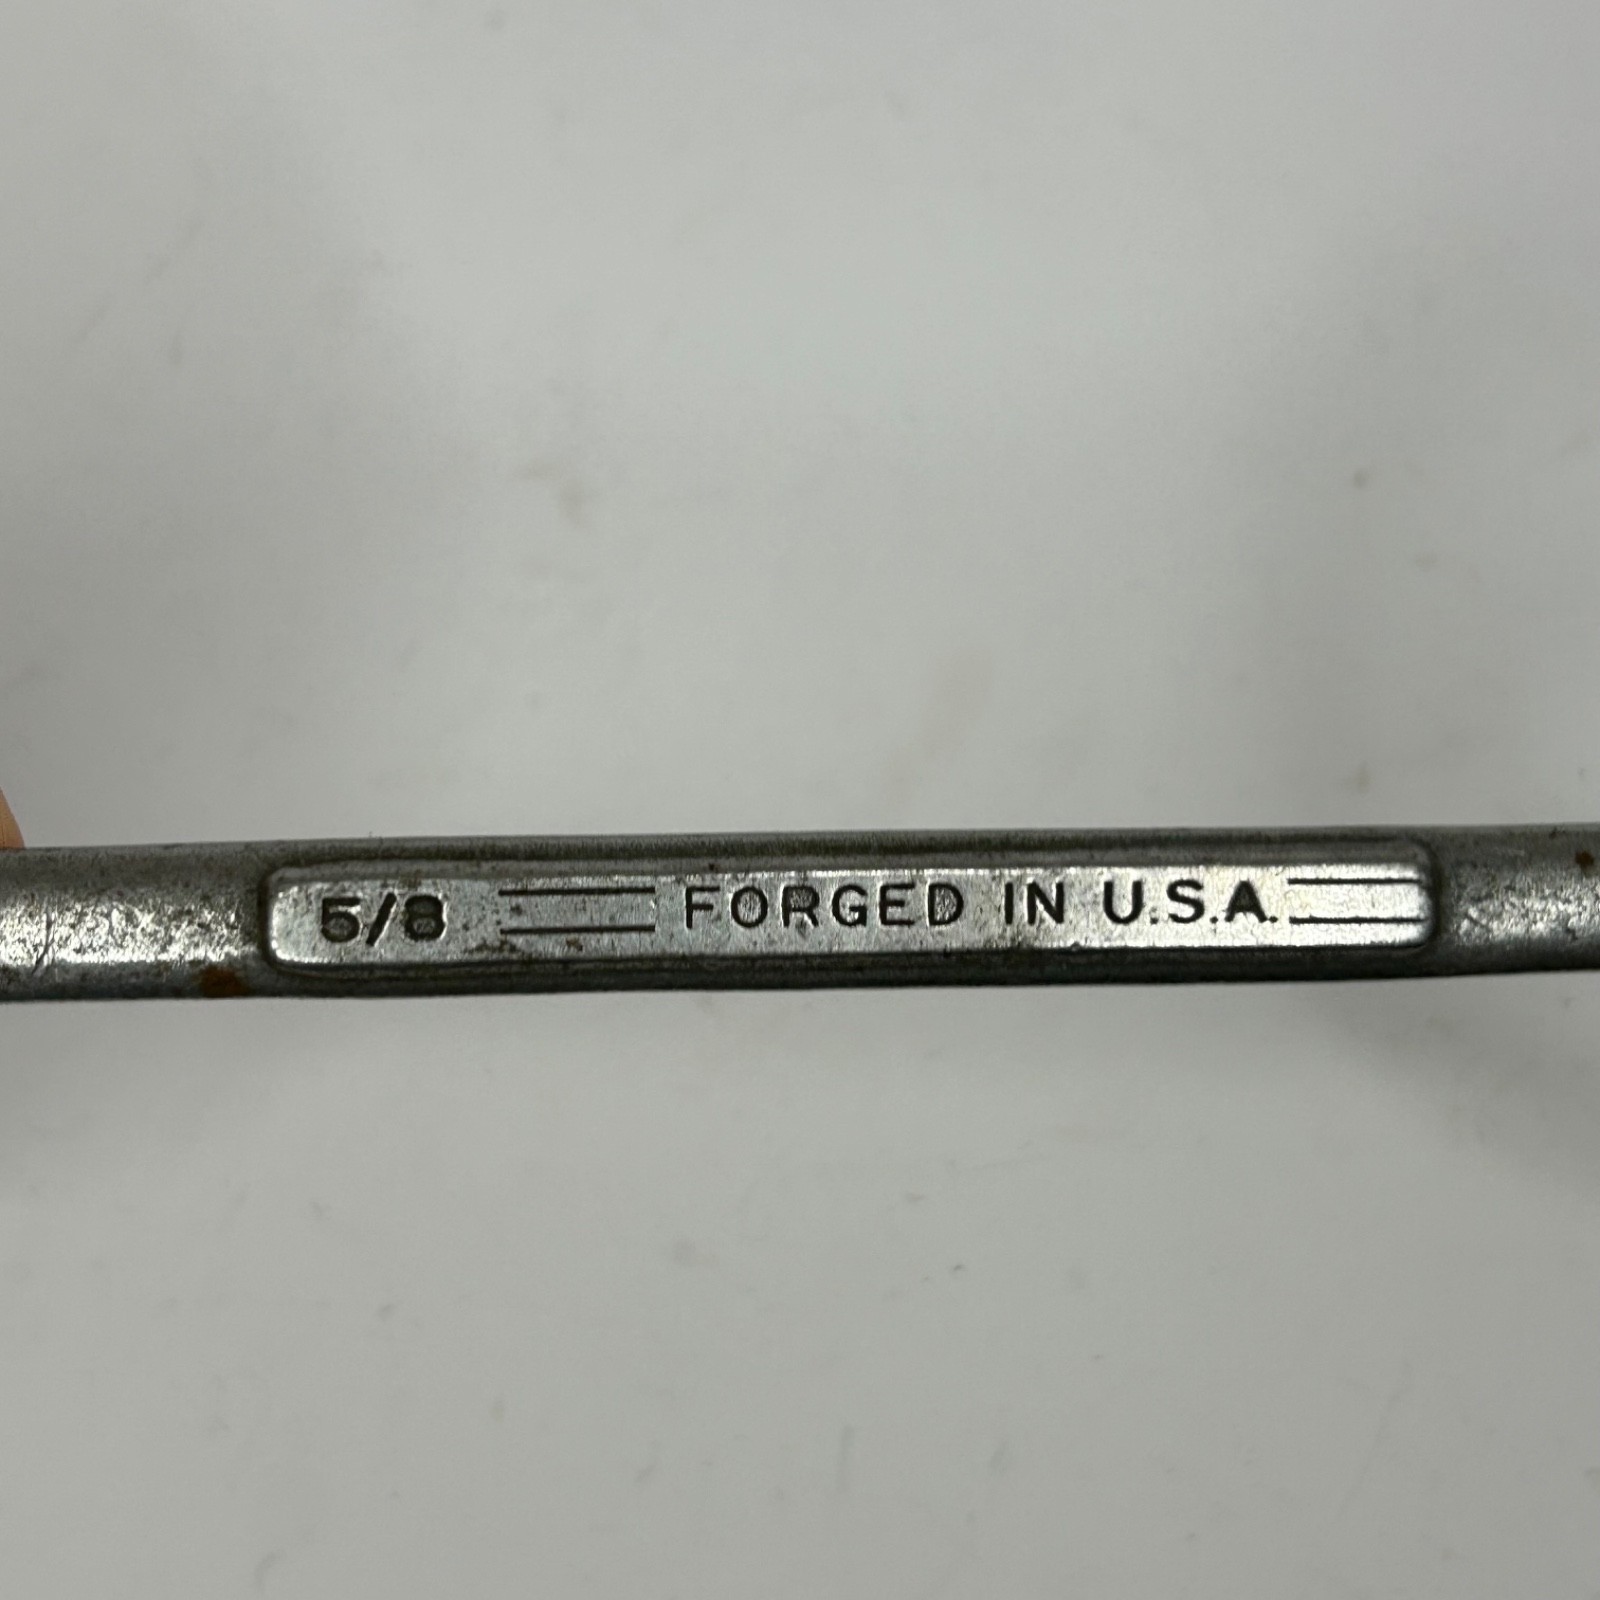 5/8 FORGED IN U.S.A.